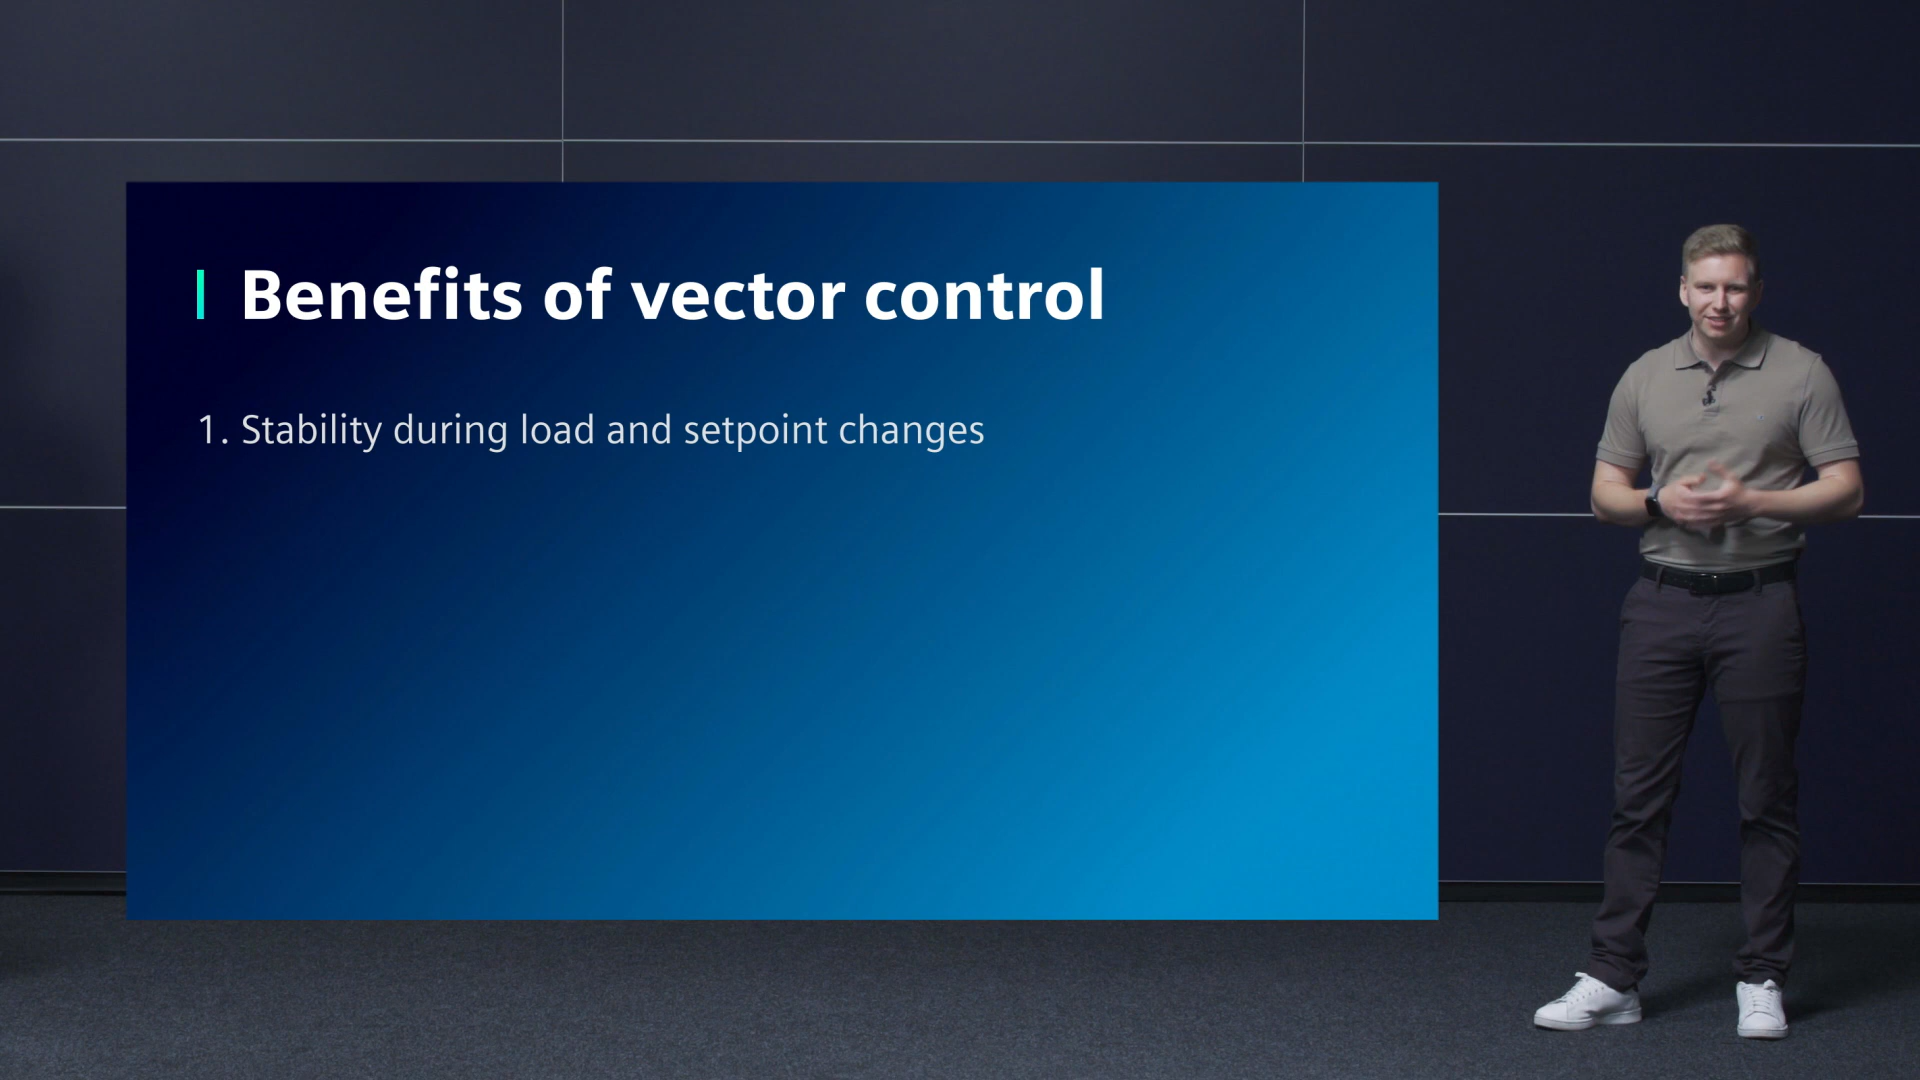 Benefits of vector control
1. Stability during load and setpoint changes